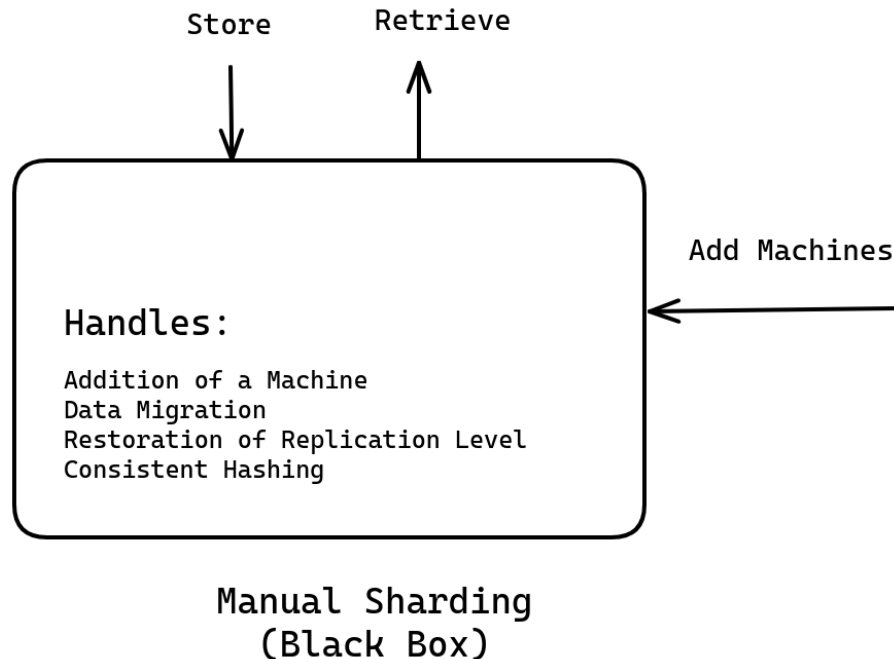 Store
Retrieve
Add Machines
Handles:
Addition of a Machine
Data Migration
Restoration of Replication Level
Consistent Hashing
Manual Sharding
(Black Box)